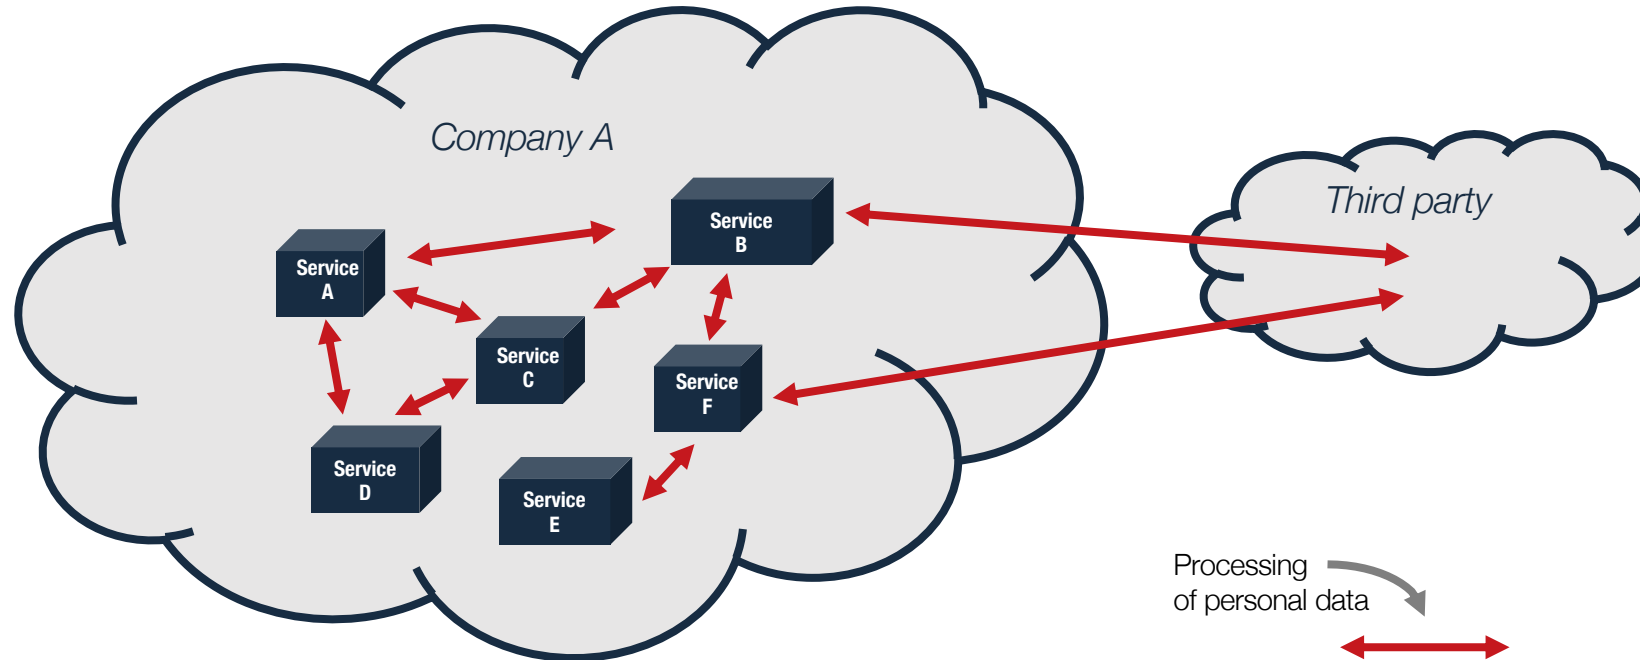 Company A
Third party
Service
B
Service
A
Service
C
Service
F
Service
D
Service
E
Processing
of personal data